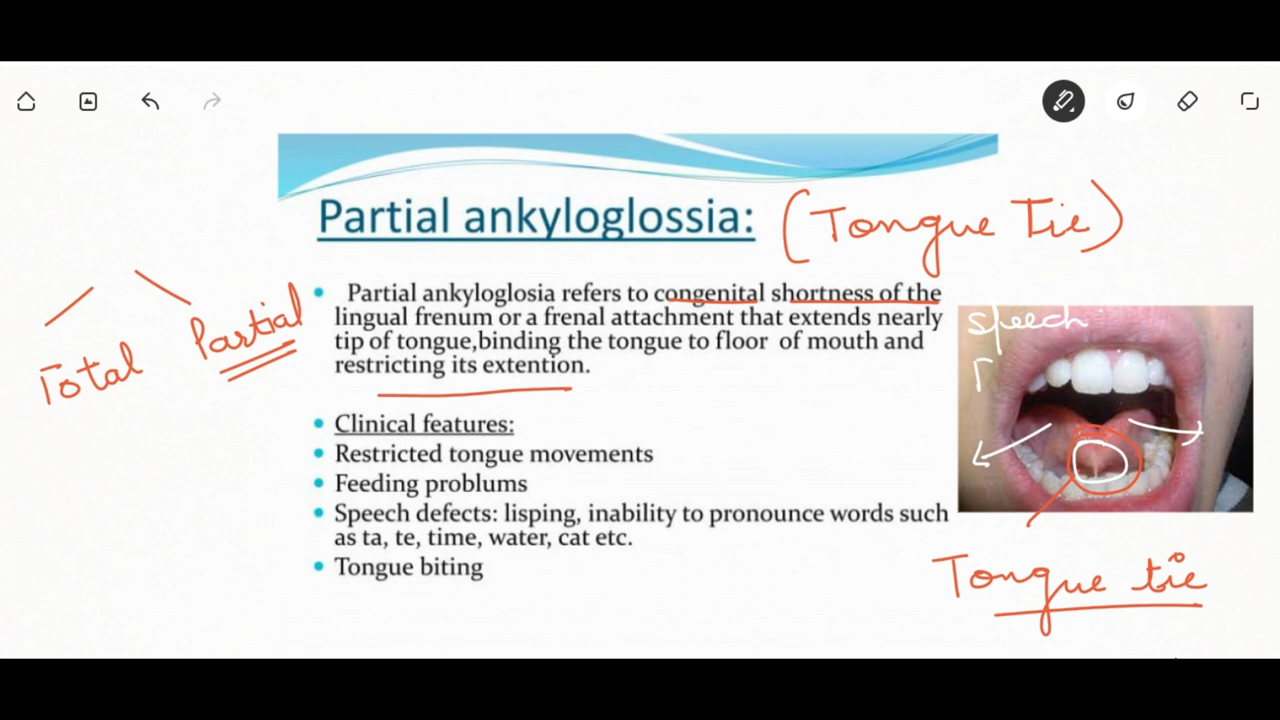 Partial ankyloglossia: (Tongue Tie)
Total Partial
• Partial ankyloglosia refers to congenital shortness of the
lingual frenum or a frenal attachment that extends nearly
tip of tongue,binding the tongue to floor of mouth and
restricting its extention.
• Clinical features:
• Restricted tongue movements
• Feeding problums
• Speech defects: lisping, inability to pronounce words such
as ta, te, time, water, cat etc.
• Tongue biting
speech
Tongue tie